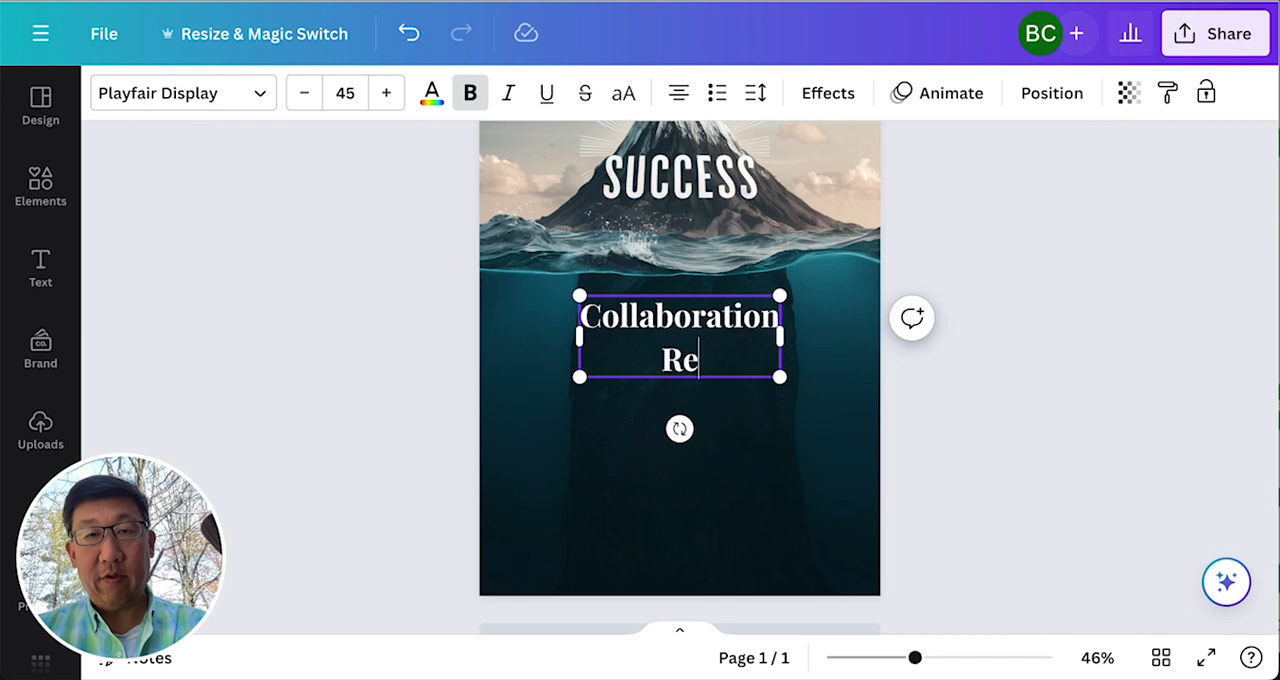 File
Resize & Magic Switch
BC
Share
Playfair Display
45
A
B
I
U
S
aA
Effects
Animate
Position
Design
Elements
Text
CO.
Brand
Uploads
SUCCESS
Collaboration
Re
Page 1 / 1
46%